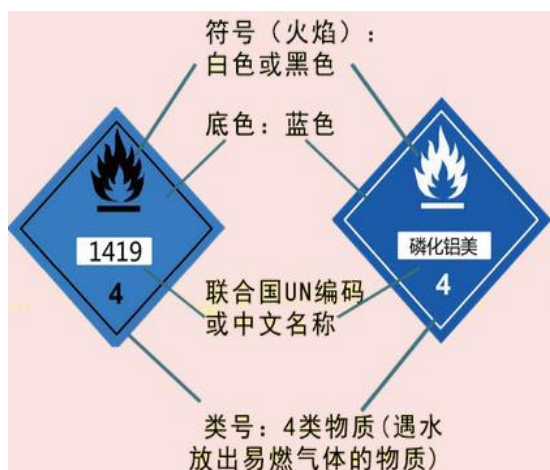 符号（火焰）：
白色或黑色
底色：蓝色
1419
磷化铝美
4
4
联合国UN编码
或中文名称
类号：4类物质(遇水
放出易燃气体的物质)